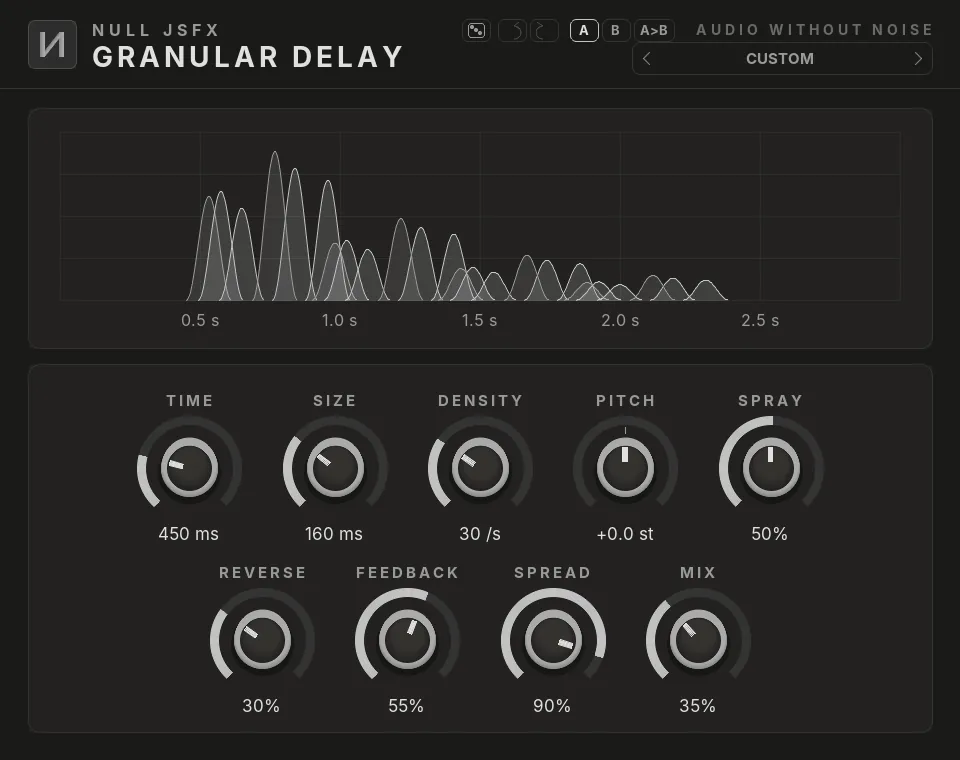 NULL JSFX
GRANULAR DELAY
A B A>B
AUDIO WITHOUT NOISE
CUSTOM
0.5 s 1.0 s 1.5 s 2.0 s 2.5 s
TIME SIZE DENSITY PITCH SPRAY
450 ms 160 ms 30 /s +0.0 st 50%
REVERSE FEEDBACK SPREAD MIX
30% 55% 90% 35%